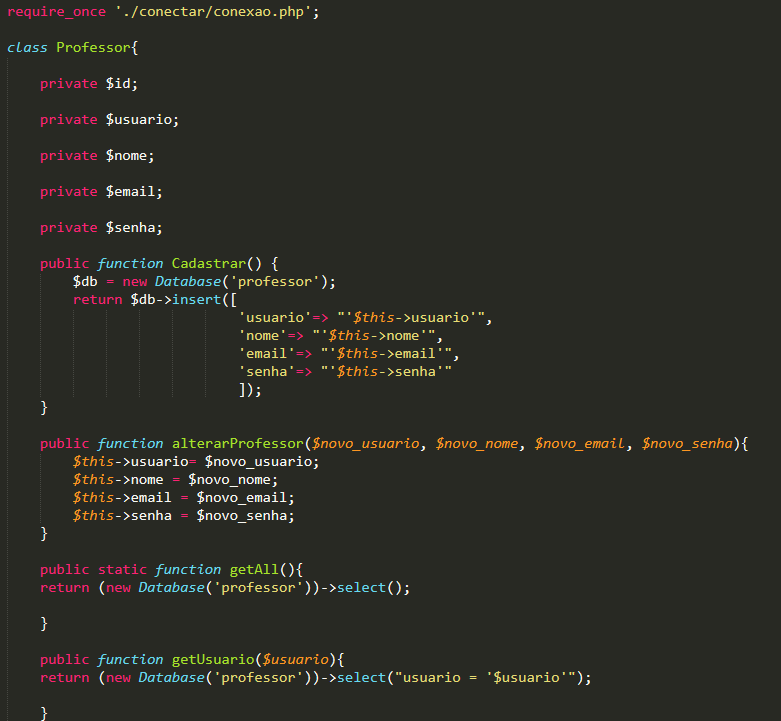 require_once './conectar/conexao.php';
class Professor{
private $id;
private $usuario;
private $nome;
private $email;
private $senha;
public function Cadastrar() {
$db = new Database('professor');
return $db->insert([
'usuario'=> "'$this->usuario'",
'nome'=> "'$this->nome'",
'email'=> "'$this->email'",
'senha'=> "'$this->senha'"
]);
}
public function alterarProfessor($novo_usuario, $novo_nome, $novo_email, $novo_senha){
$this->usuario= $novo_usuario;
$this->nome = $novo_nome;
$this->email = $novo_email;
$this->senha = $novo_senha;
}
public static function getAll(){
return (new Database('professor'))->select();
}
public function getUsuario($usuario){
return (new Database('professor'))->select("usuario = '$usuario'");
}